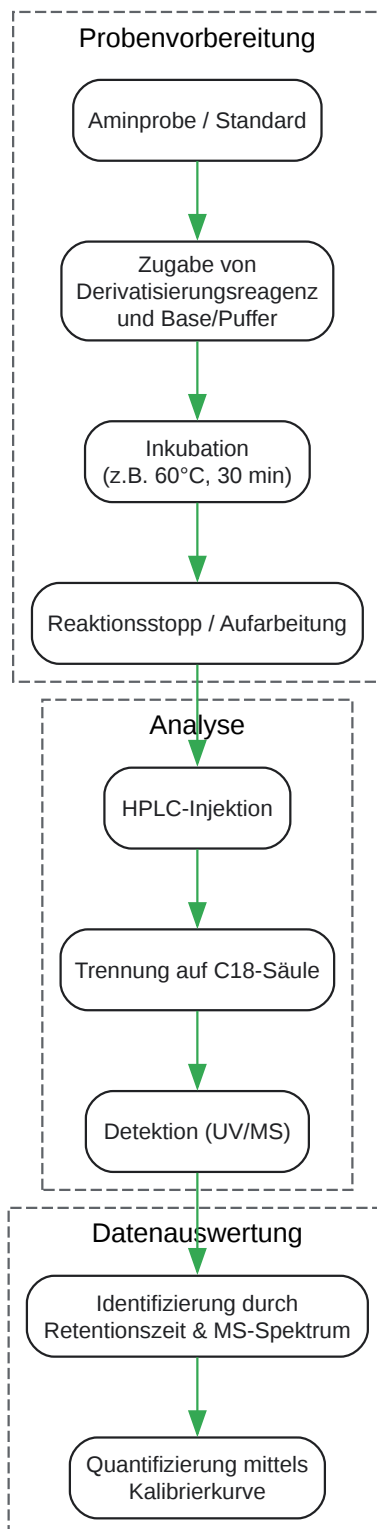 Probenvorbereitung
Aminprobe / Standard
Zugabe von
Derivatisierungsreagenz
und Base/Puffer
Inkubation
(z.B. 60°C, 30 min)
Reaktionsstopp / Aufarbeitung
Analyse
HPLC-Injektion
Trennung auf C18-Säule
Detektion (UV/MS)
Datenauswertung
Identifizierung durch
Retentionszeit & MS-Spektrum
Quantifizierung mittels
Kalibrierkurve